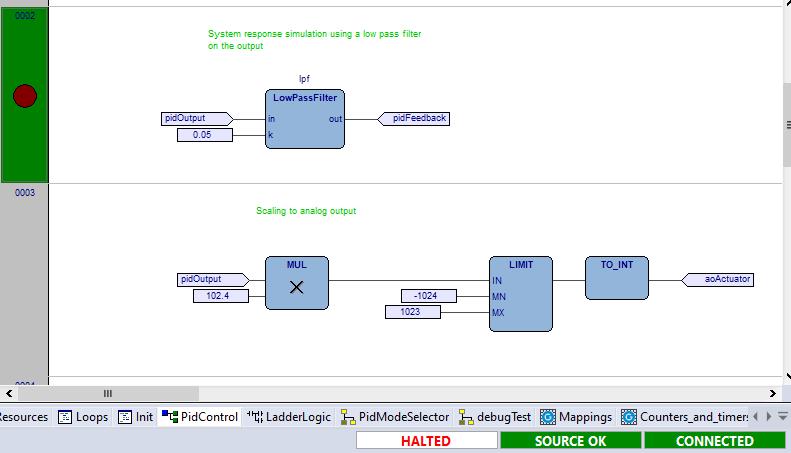 0002
System response simulation using a low pass filter
on the output
lpf
LowPassFilter
pidOutput in out pidFeedback
0.05 k
0003
Scaling to analog output
MUL LIMIT TO_INT
pidOutput IN aoActuator
102.4 -1024 MN
1023 MX
Resources Loops Init PidControl LadderLogic PidModeSelector debugTest Mappings Counters_and_timers
HALTED SOURCE OK CONNECTED